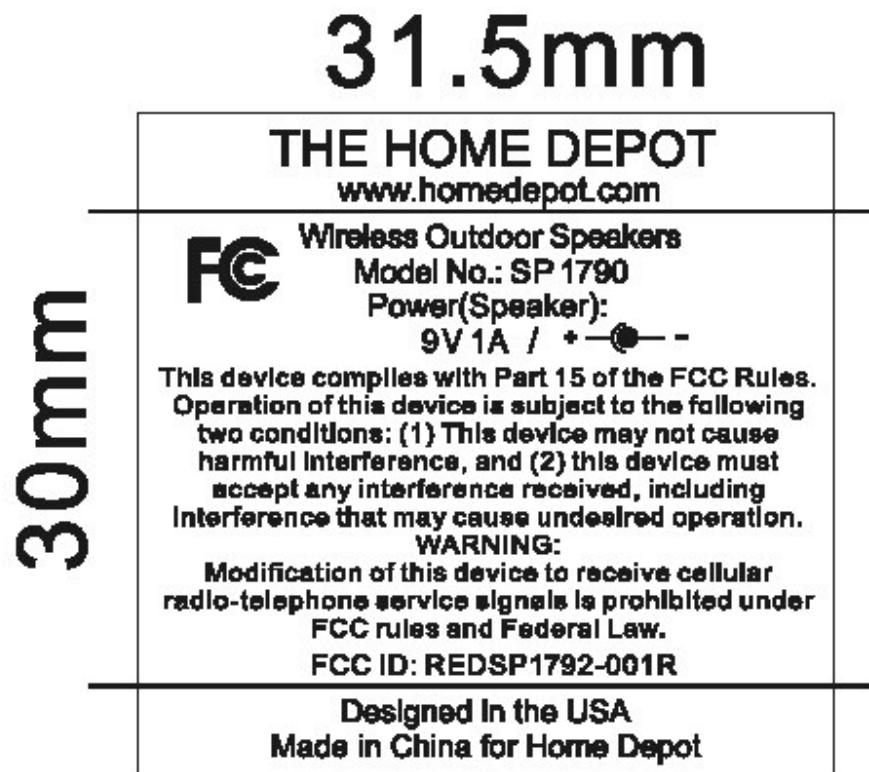 31.5mm
THE HOME DEPOT
www.homedepot.com
FC Wireless Outdoor Speakers
Model No.: SP 1790
Power(Speaker):
9V 1A / + -
30mm
This device complies with Part 15 of the FCC Rules.
Operation of this device is subject to the following
two conditions: (1) This device may not cause
harmful interference, and (2) this device must
accept any interference received, including
interference that may cause undesired operation.
WARNING:
Modification of this device to receive cellular
radio-telephone service signals is prohibited under
FCC rules and Federal Law.
FCC ID: REDSP1792-001R
Designed in the USA
Made in China for Home Depot